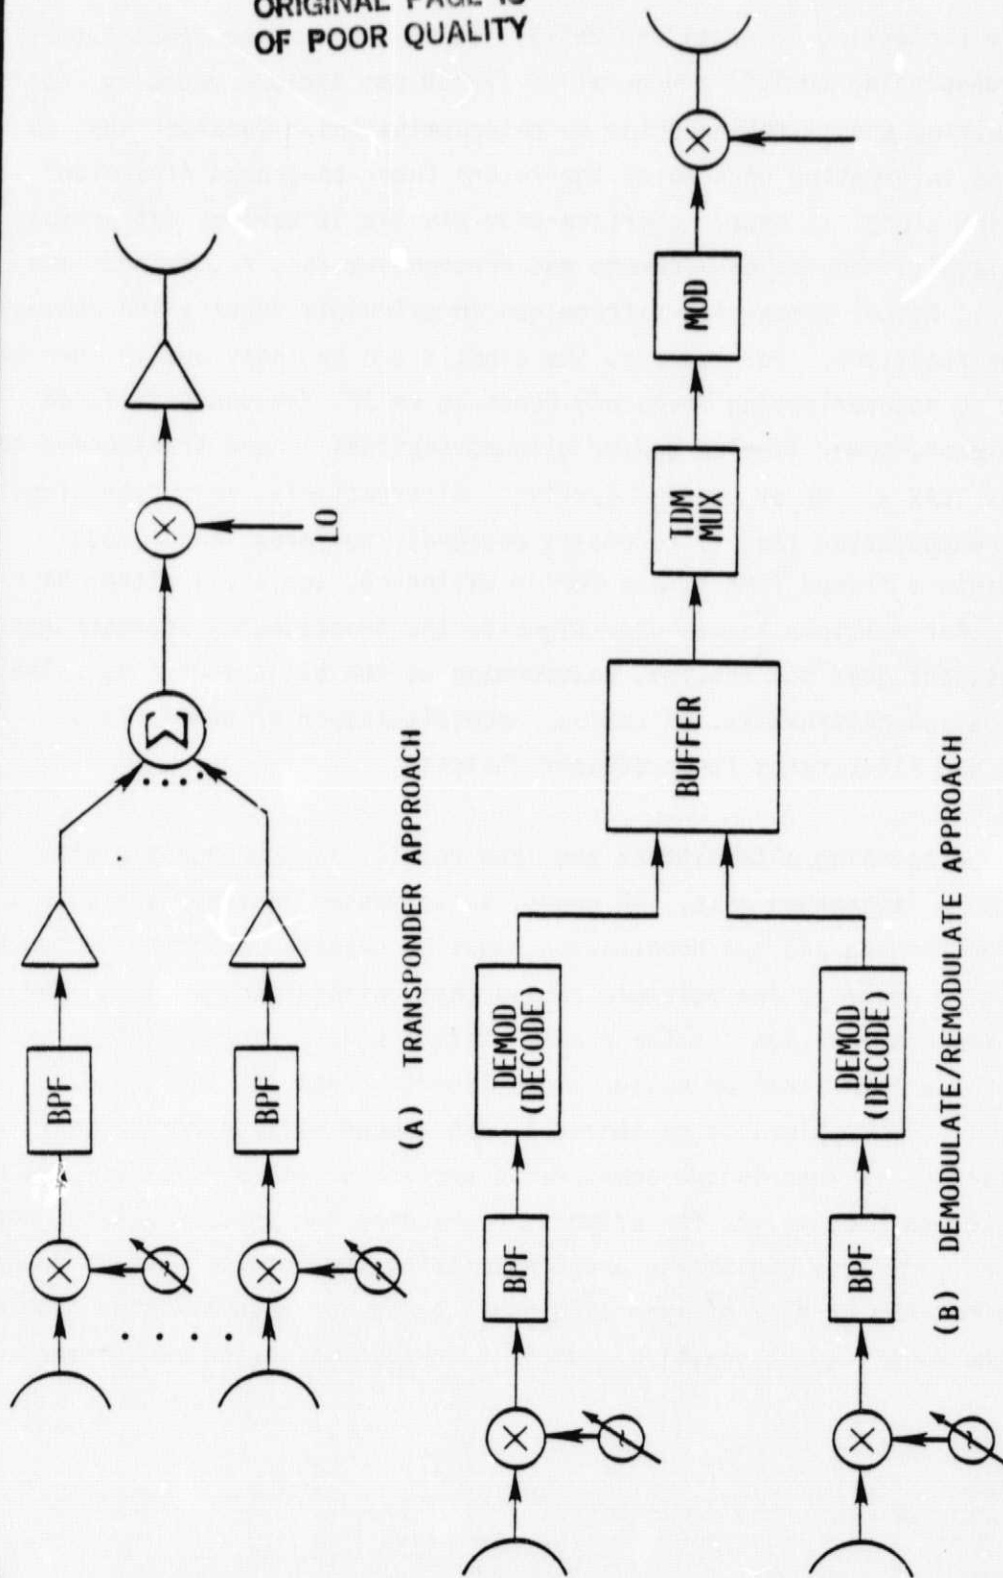 ORIGINAL PAGE IS
OF POOR QUALITY
BPF
BPF
Σ
LO
(A) TRANSPONDER APPROACH
BPF
DEMOD
(DECODE)
BPF
DEMOD
(DECODE)
BUFFER
TDM
MUX
MOD
(B) DEMODULATE/REMODULATE APPROACH